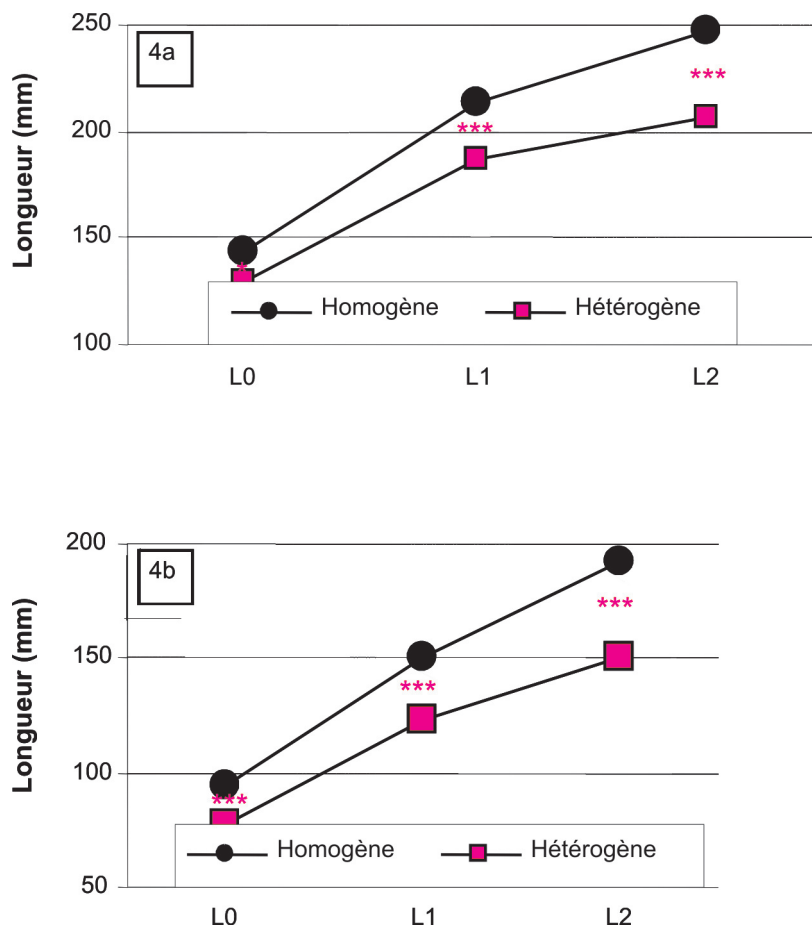 250
4a
200
***
***
Longueur (mm)
150
*
Homogène Hétérogène
100
L0 L1 L2
200
4b
***
Longueur (mm)
150
***
100
***
Homogène Hétérogène
50
L0 L1 L2